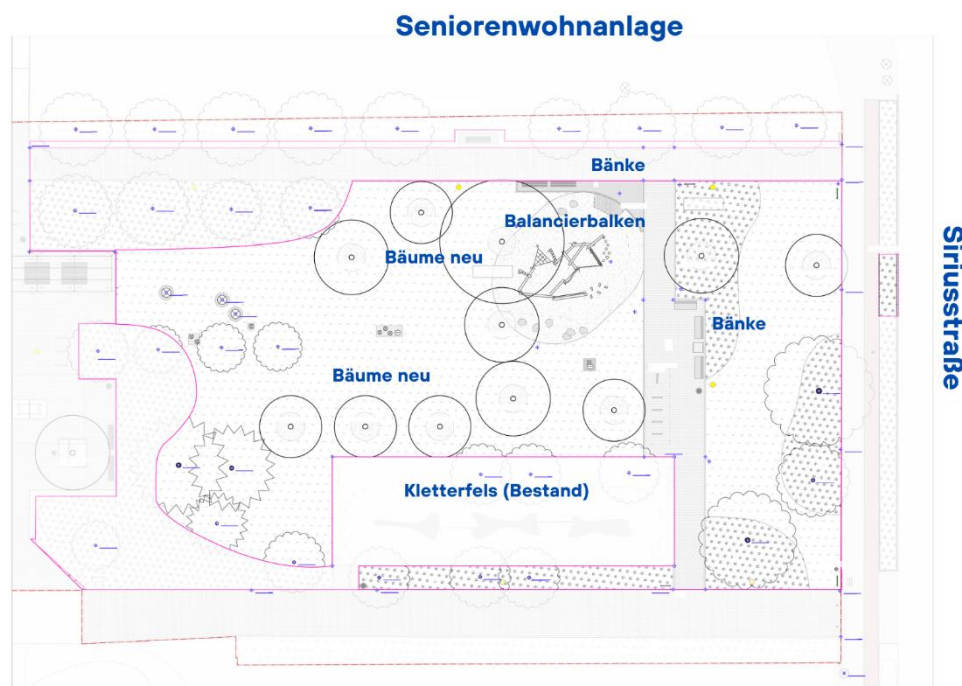 Seniorenwohnanlage
Bänke
Balancierbalken
Bäume neu
Siriusstraße
Bänke
Bäume neu
Kletterfels (Bestand)